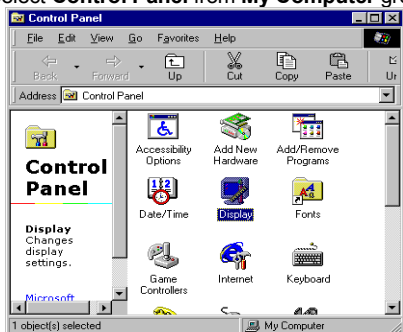 elect Control Panel from My Computer gr
Control Panel
File Edit View Go Favorites Help
Back Forward Up Cut Copy Paste Ur
Address Control Panel
Control Panel
Display
Changes
display
settings.
Microsoft
Accessibility Options
Add New Hardware
Add/Remove Programs
Date/Time
Display
Fonts
Game Controllers
Internet
Keyboard
1 object(s) selected
My Computer